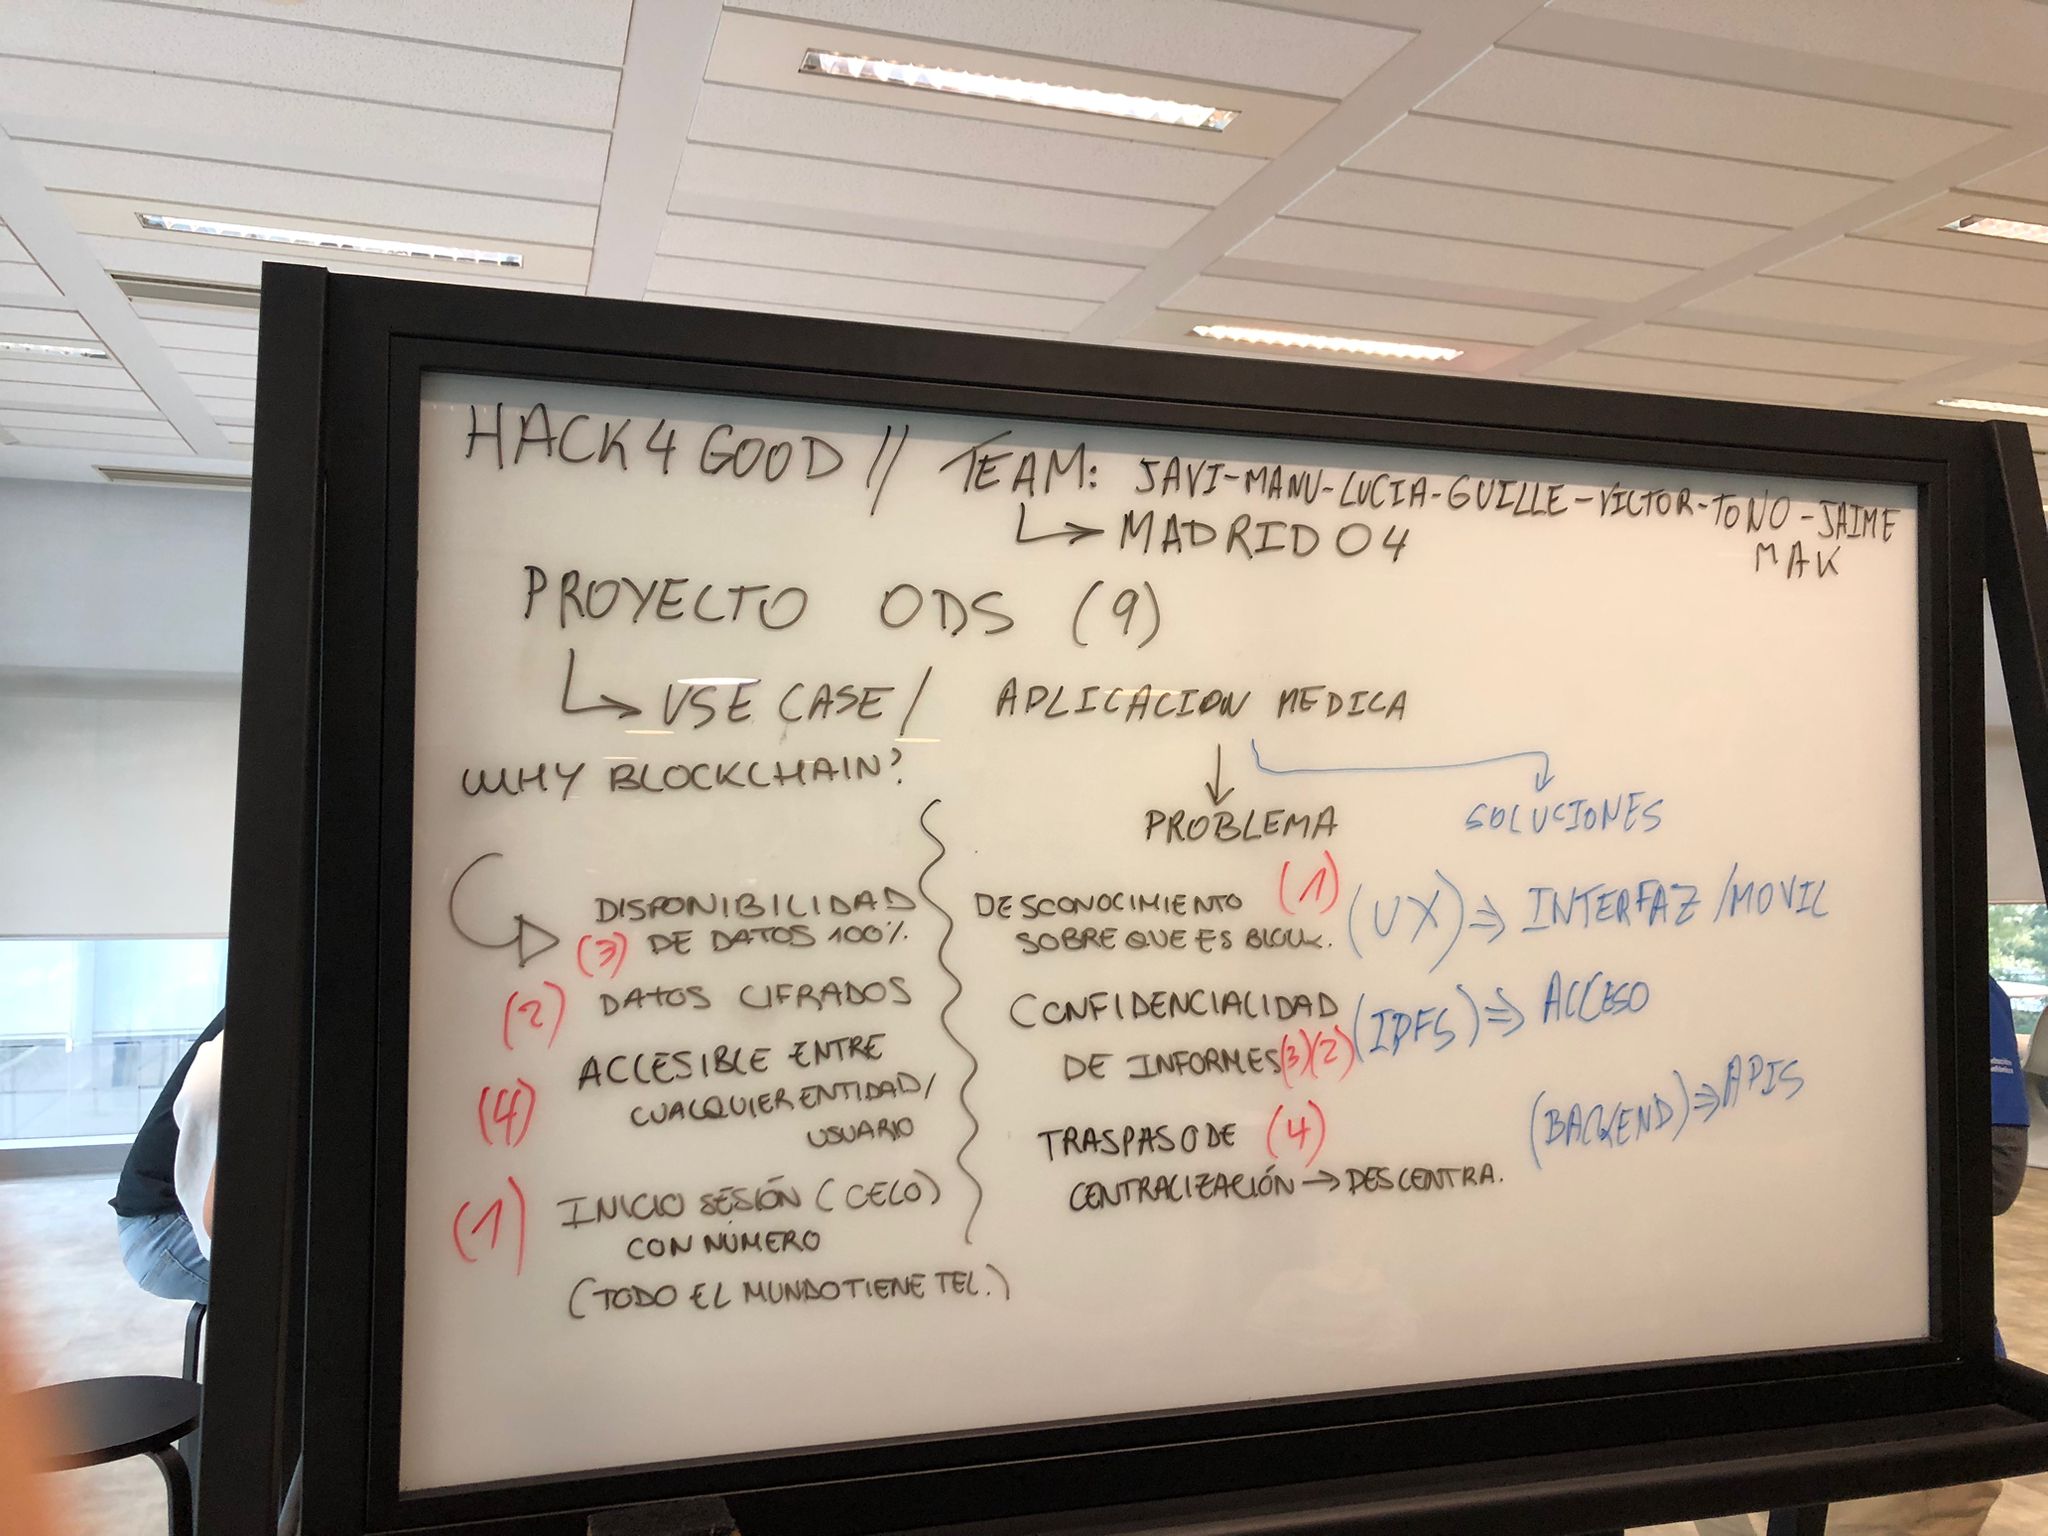 HACK4GOOD // TEAM: JAVI-MANU-LUCIA-GUILLE-VICTOR-TOÑO-JAIME
MAK
MADRID 04
PROYECTO ODS (9)
USE CASE / APLICACION MEDICA
WHY BLOCKCHAIN?
DISPONIBILIDAD
(3) DE DATOS 100%.
(2) DATOS CIFRADOS
(4) ACCESIBLE ENTRE
CUALQUIER ENTIDAD/
USUARIO
(1) INICIO SÉSIÓN (CELO)
CON NÚMERO
(TODO EL MUNDO TIENE TEL.)
PROBLEMA
DESCONOCIMIENTO (1)
SOBRE QUE ES BLOCK.
CONFIDENCIALIDAD
DE INFORMES (3)(2)
TRASPASO DE (4)
CENTRALIZACIÓN → DESCENTRA.
SOLUCIONES
(UX) ⇒ INTERFAZ /MOVIL
(IPFS) ⇒ ACCESO
(BACKEND) ⇒ APIS